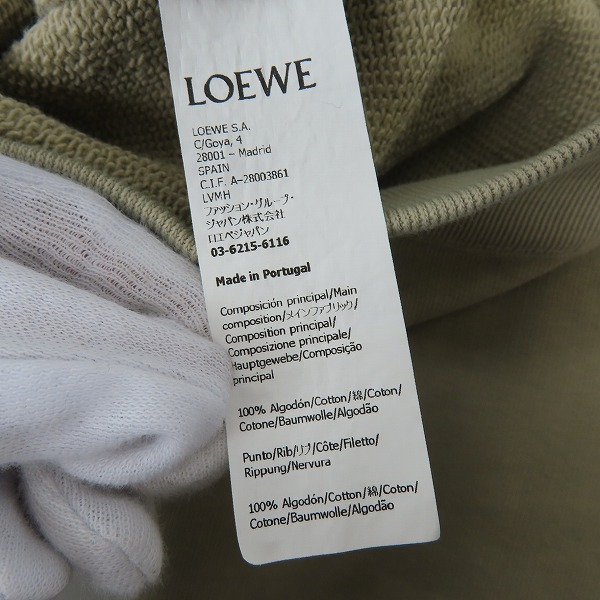 LOEWE
LOEWE S.A.
C/Goya, 4
28001 – Madrid
SPAIN
C.I.F. A-28003861
LVMH
ファッション・グループ・
ジャパン株式会社
ロエベジャパン
03-6215-6116
Made in Portugal
Composición principal/Main
composition/メインファブリック/
Composition principal/
Composizione principale/
Hauptgewebe/Composição
principal
100% Algodón/Cotton/綿/Coton/
Cotone/Baumwolle/Algodão
Punto/Rib/リブ/Côte/Filetto/
Rippung/Nervura
100% Algodón/Cotton/綿/Coton/
Cotone/Baumwolle/Algodão